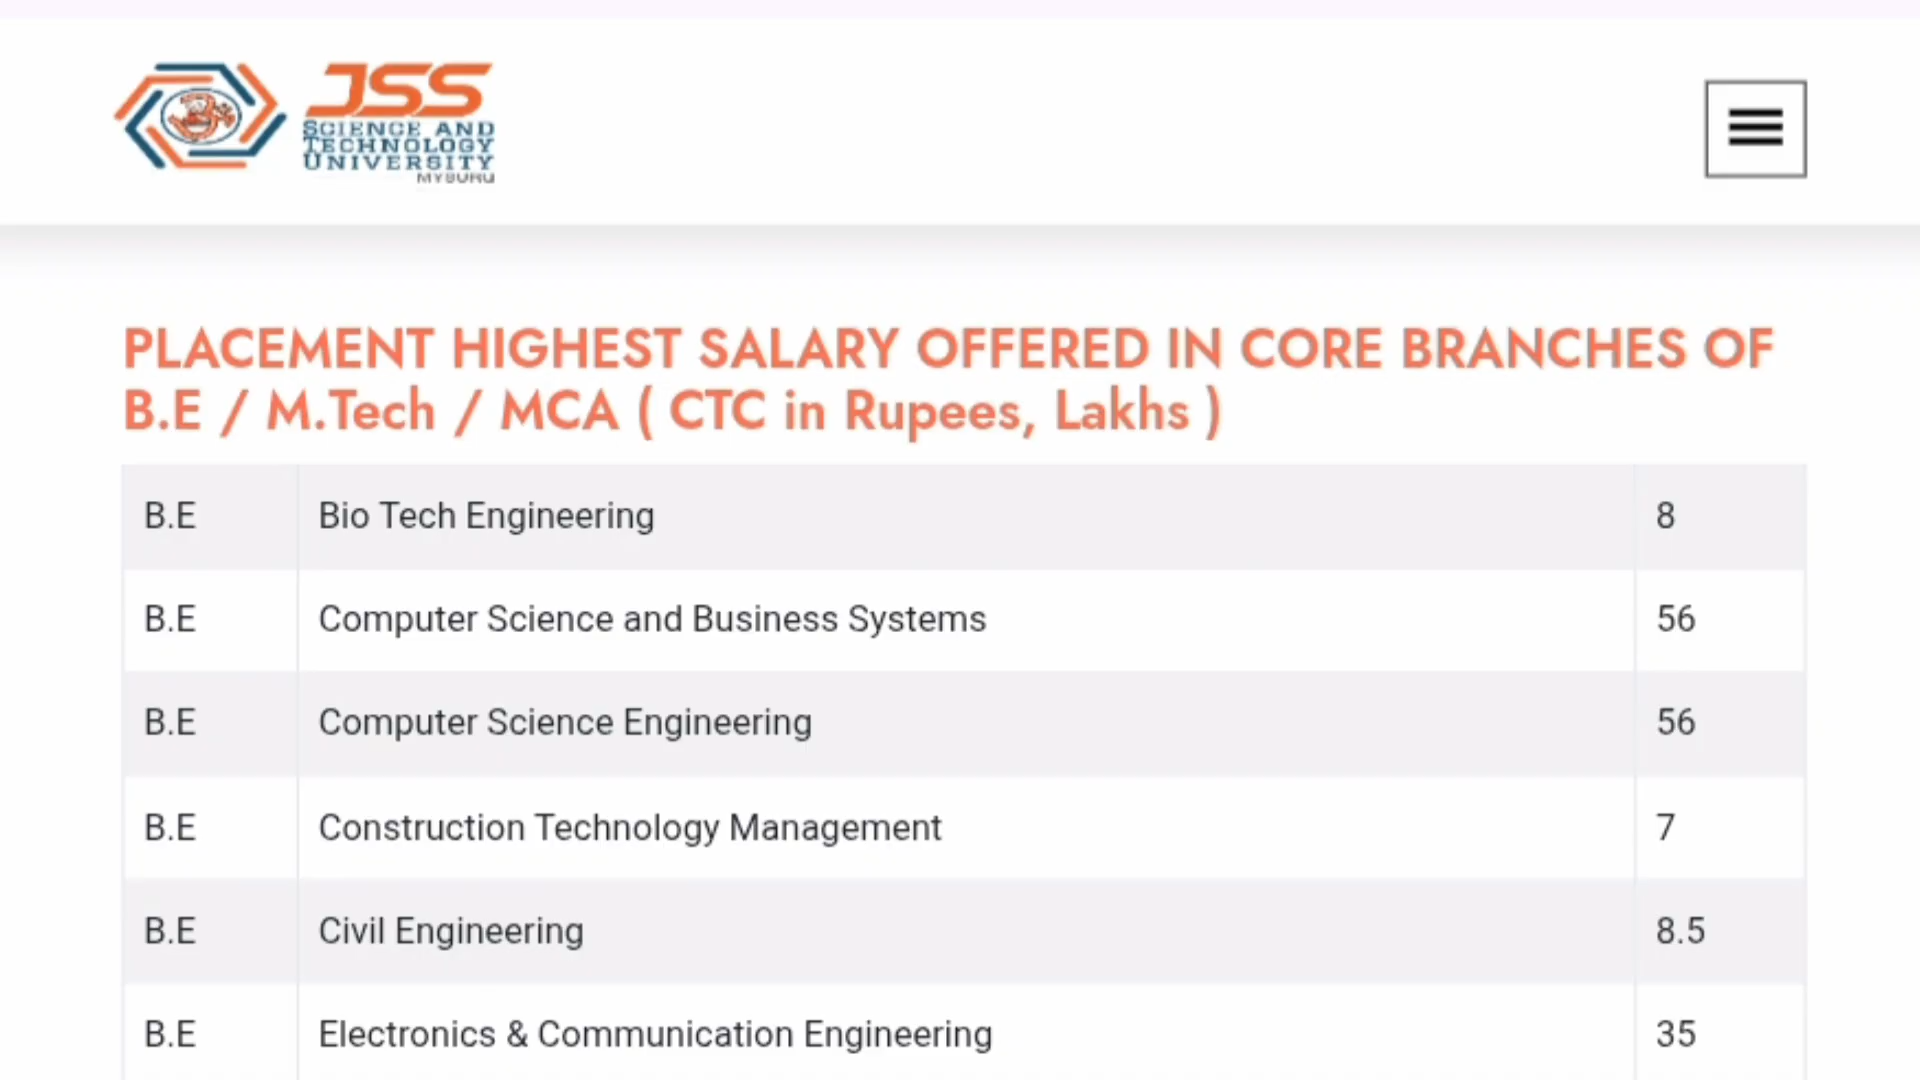 JSS
SCIENCE AND
TECHNOLOGY
UNIVERSITY
MYSURU
PLACEMENT HIGHEST SALARY OFFERED IN CORE BRANCHES OF
B.E / M.Tech / MCA ( CTC in Rupees, Lakhs )
B.E Bio Tech Engineering 8
B.E Computer Science and Business Systems 56
B.E Computer Science Engineering 56
B.E Construction Technology Management 7
B.E Civil Engineering 8.5
B.E Electronics & Communication Engineering 35